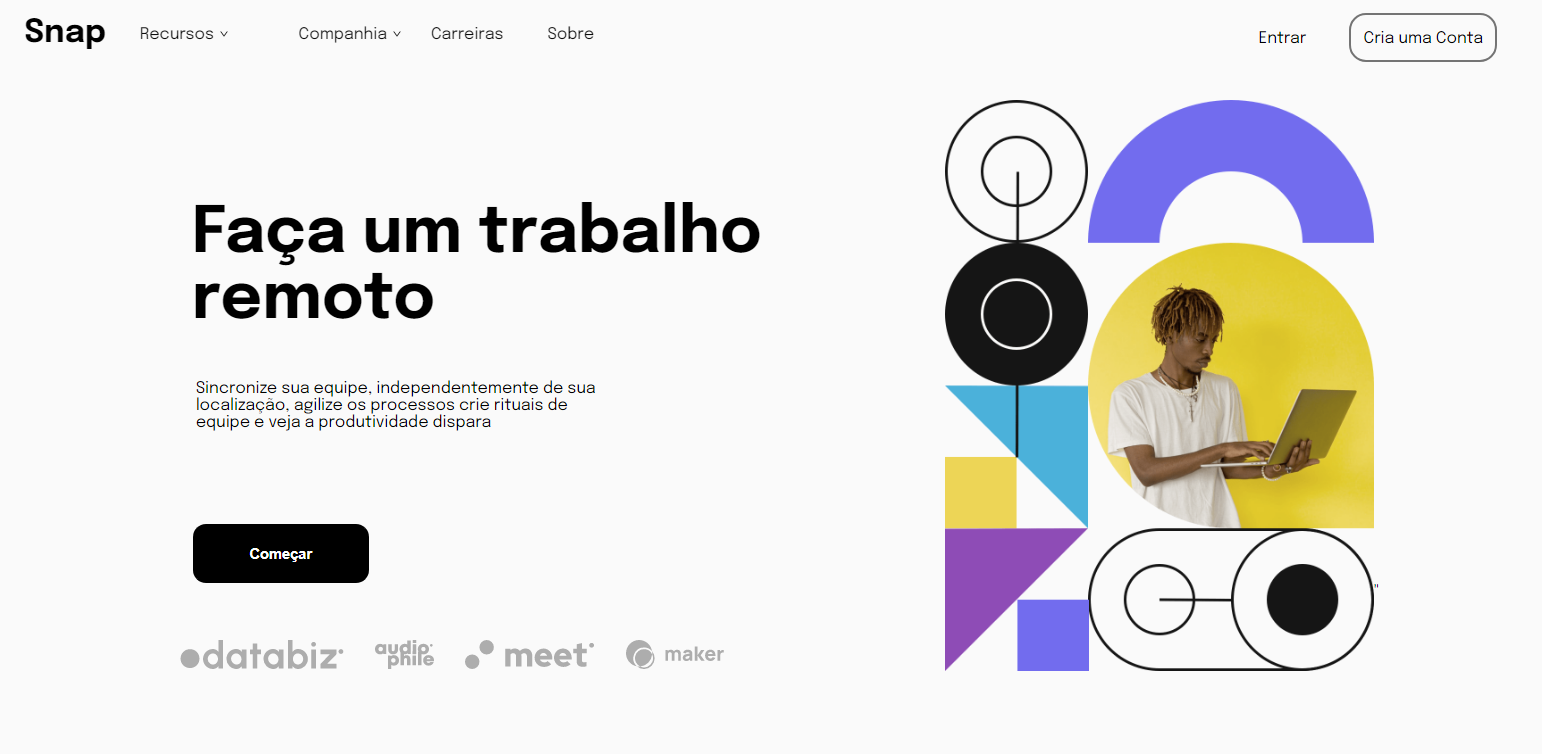 Snap Recursos Companhia Carreiras Sobre Entrar Cria uma Conta
Faça um trabalho
remoto
Sincronize sua equipe, independentemente de sua
localização, agilize os processos crie rituais de
equipe e veja a produtividade dispara
Começar
"
databiz audiophile meet maker